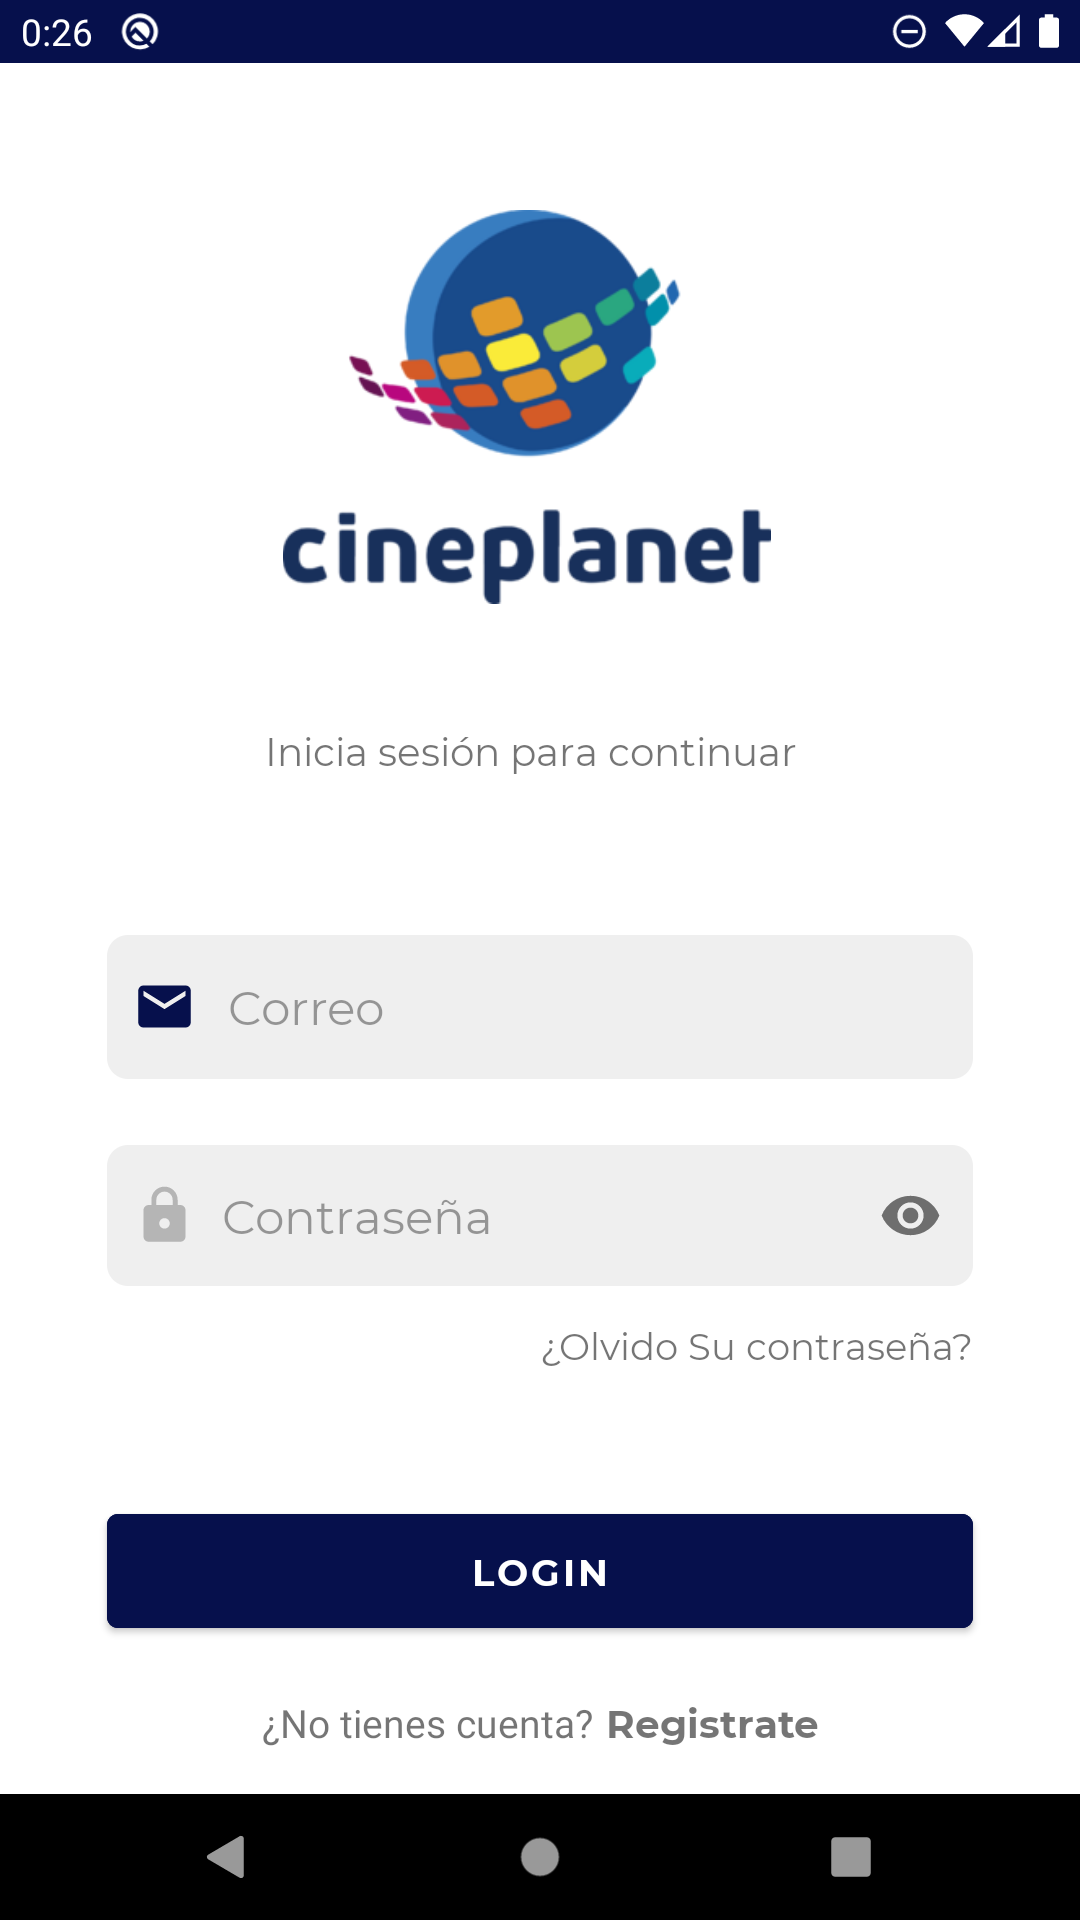 0:26
cineplanet
Inicia sesión para continuar
Correo
Contraseña
¿Olvido Su contraseña?
LOGIN
¿No tienes cuenta? Registrate